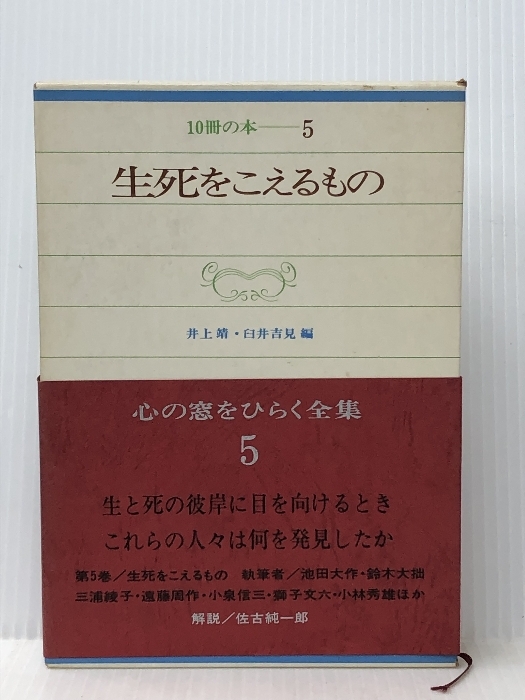 10冊の本——5
生死をこえるもの
井上靖・臼井吉見編
心の窓をひらく全集
5
生と死の彼岸に目を向けるとき
これらの人々は何を発見したか
第5巻/生死をこえるもの 執筆者/池田大作・鈴木大拙
三浦綾子・遠藤周作・小泉信三・獅子文六・小林秀雄ほか
解説/佐古純一郎